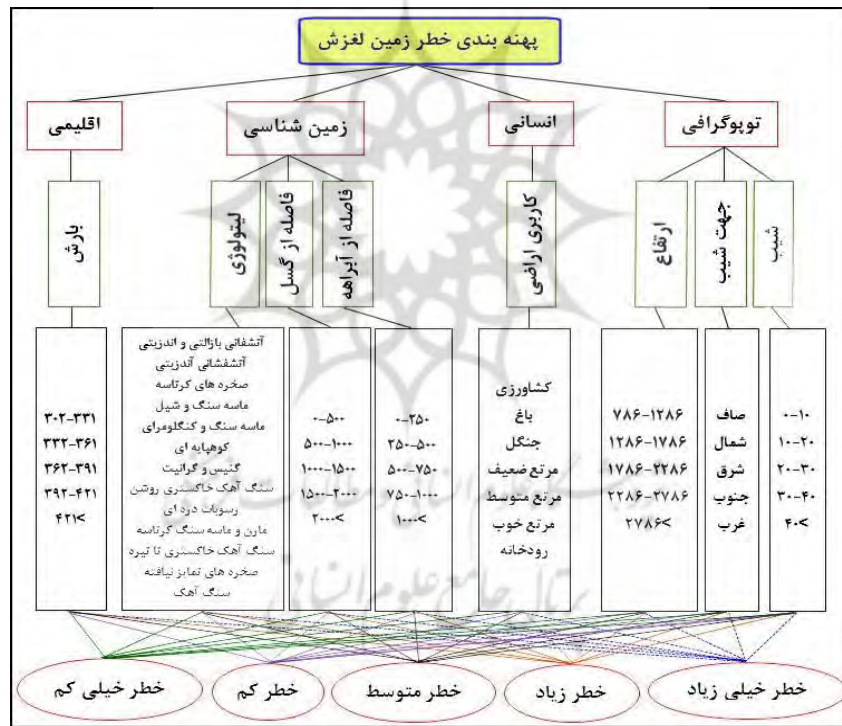 پهنه بندی خطر زمین لغزش
توپوگرافی
انسانی
زمین شناسی
اقلیمی
شیب
جهت شیب
ارتفاع
کاربری اراضی
فاصله از آبراهه
فاصله از گسل
لیتولوژی
بارش
۰-۱۰
۱۰-۲۰
۲۰-۳۰
۳۰-۴۰
۴۰<
صاف
شمال
شرق
جنوب
غرب
۷۸۶-۱۲۸۶
۱۲۸۶-۱۷۸۶
۱۷۸۶-۲۲۸۶
۲۲۸۶-۲۷۸۶
۲۷۸۶<
کشاورزی
باغ
جنگل
مرتع ضعیف
مرتع متوسط
مرتع خوب
رودخانه
۰-۲۵۰
۲۵۰-۵۰۰
۵۰۰-۷۵۰
۷۵۰-۱۰۰۰
۱۰۰۰<
۰-۵۰۰
۵۰۰-۱۰۰۰
۱۰۰۰-۱۵۰۰
۱۵۰۰-۲۰۰۰
۲۰۰۰<
آتشفانی بازالتی و اندزیتی
آتشفشانی آندزیتی
صخره های کرتاسه
ماسه سنگ و شیل
ماسه سنگ و کنگلومرای
کوهپایه ای
گنیس و گرانیت
سنگ آهک خاکستری روشن
رسوبات دره ای
مارن و ماسه سنگ کرتاسه
سنگ آهک خاکستری تا تیره
صخره های تمایز نیافته
سنگ آهک
۳۰۲-۳۳۱
۳۳۲-۳۶۱
۳۶۲-۳۹۱
۳۹۲-۴۲۱
۴۲۱<
خطر خیلی زیاد
خطر زیاد
خطر متوسط
خطر کم
خطر خیلی کم
پرتال جامع علوم انسانی